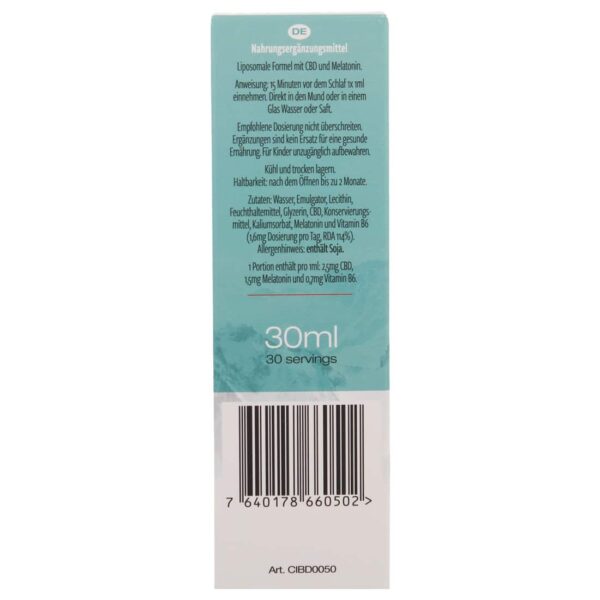 DE
Nahrungsergänzungsmittel
Liposomale Formel mit CBD und Melatonin.
Anweisung: 15 Minuten vor dem Schlaf 1x 1ml
einnehmen. Direkt in den Mund oder in einem
Glas Wasser oder Saft.
Empfohlene Dosierung nicht überschreiten.
Ergänzungen sind kein Ersatz für eine gesunde
Ernährung. Für Kinder unzugänglich aufbewahren.
Kühl und trocken lagern.
Haltbarkeit: nach dem Öffnen bis zu 2 Monate.
Zutaten: Wasser, Emulgator, Lecithin,
Feuchthaltemittel, Glyzerin, CBD, Konservierungs-
mittel, Kaliumsorbat, Melatonin und Vitamin B6
(1,6mg Dosierung pro Tag, RDA 114%).
Allergenhinweis: enthält Soja.
1 Portion enthält pro 1ml: 2,5mg CBD,
1,5mg Melatonin und 0,7mg Vitamin B6.
30ml
30 servings
7 640178 660502 >
Art. CIBD0050